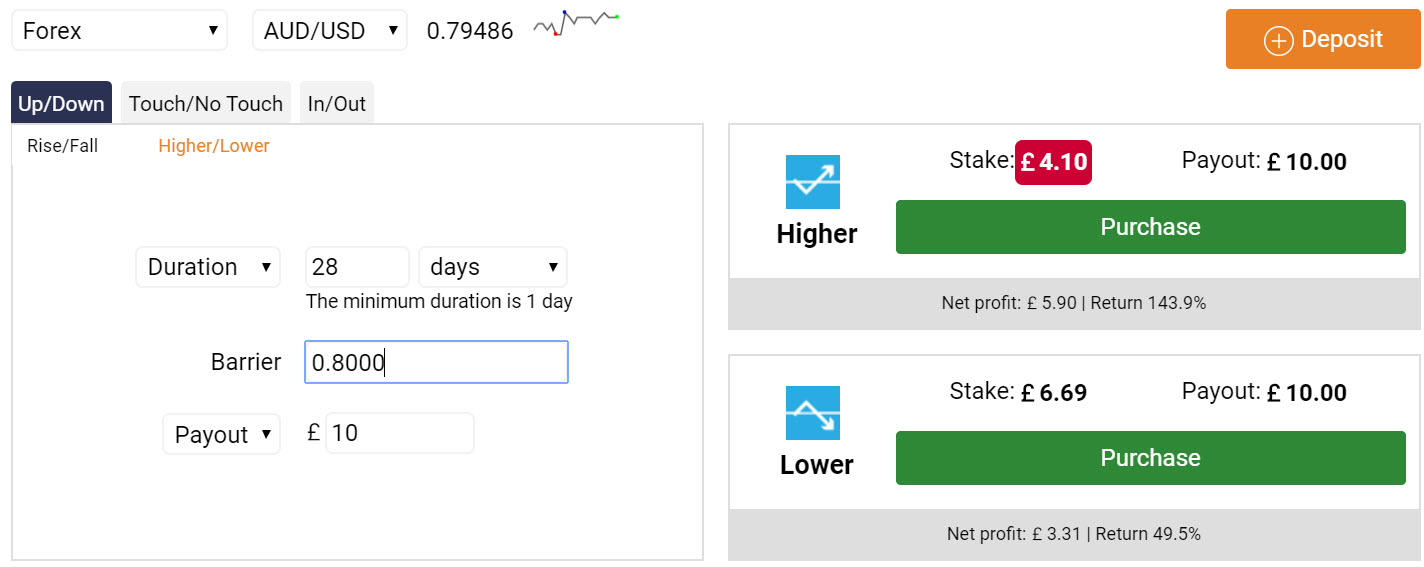 Forex AUD/USD 0.79486
Deposit
Up/Down Touch/No Touch In/Out
Rise/Fall Higher/Lower
Duration 28 days
The minimum duration is 1 day
Barrier 0.8000
Payout £ 10
Stake: £ 4.10 Payout: £ 10.00
Higher
Purchase
Net profit: £ 5.90 | Return 143.9%
Stake: £ 6.69 Payout: £ 10.00
Lower
Purchase
Net profit: £ 3.31 | Return 49.5%